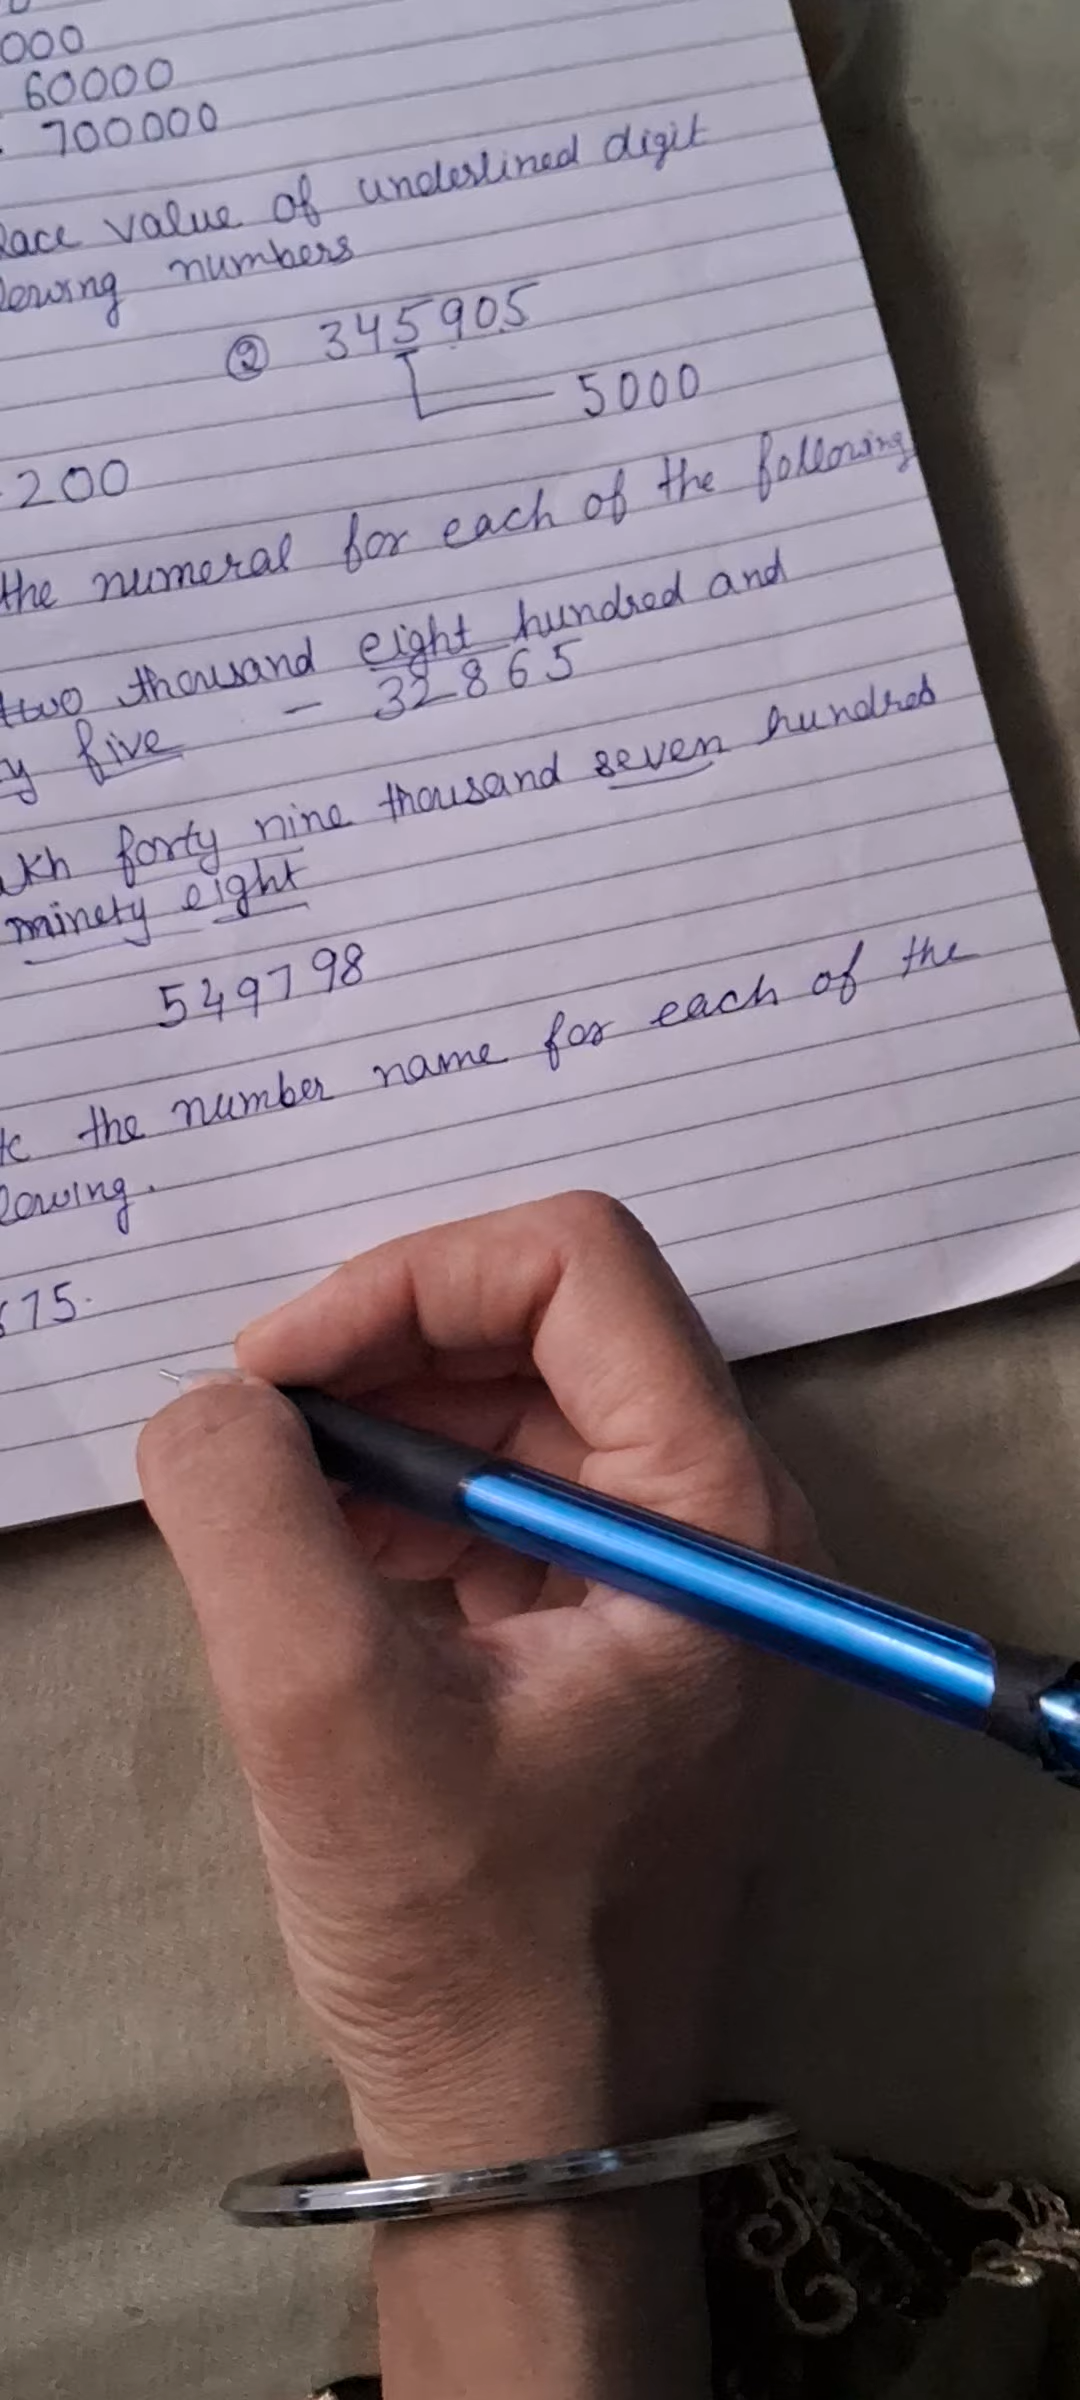 000
60000
700000
lace value of underlined digit
lowing numbers
② 345905
5000
200
the numeral for each of the following
two thousand eight hundred and
y five - 32865
kh forty nine thousand seven hundred
ninety eight
549798
the number name for each of the
lowing.
75.